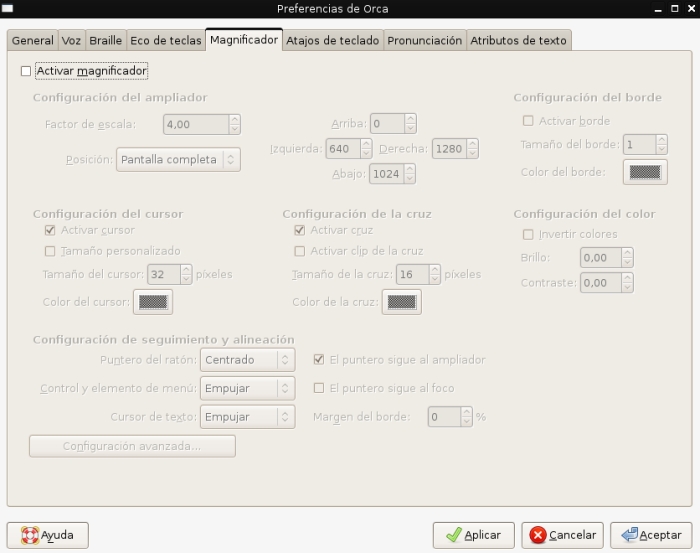 Preferencias de Orca
General Voz Braille Eco de teclas Magnificador Atajos de teclado Pronunciación Atributos de texto
Activar magnificador
Configuración del ampliador
Factor de escala: 4,00
Posición: Pantalla completa
Arriba: 0
Izquierda: 640 Derecha: 1280
Abajo: 1024
Configuración del borde
Activar borde
Tamaño del borde: 1
Color del borde:
Configuración del cursor
Activar cursor
Tamaño personalizado
Tamaño del cursor: 32 píxeles
Color del cursor:
Configuración de la cruz
Activar cruz
Activar clip de la cruz
Tamaño de la cruz: 16 píxeles
Color de la cruz:
Configuración del color
Invertir colores
Brillo: 0,00
Contraste: 0,00
Configuración de seguimiento y alineación
Puntero del ratón: Centrado
Control y elemento de menú: Empujar
Cursor de texto: Empujar
El puntero sigue al ampliador
El puntero sigue al foco
Margen del borde: 0 %
Configuración avanzada...
Ayuda Aplicar Cancelar Aceptar